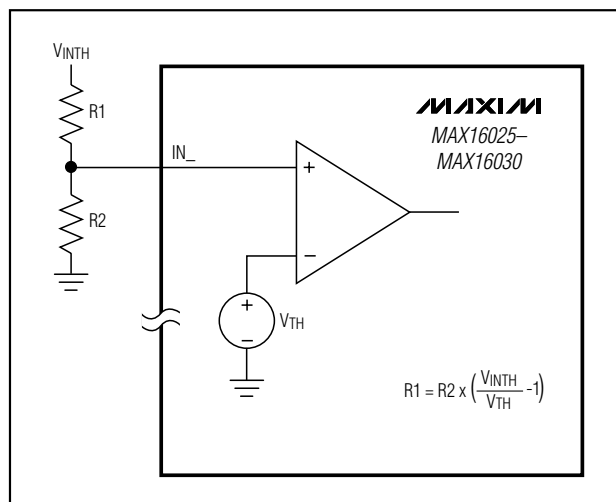 VINTH
R1
MAXIM
MAX16025–
MAX16030
IN_
+
R2
–
+
VTH
–
R1 = R2 x (VINTH/VTH -1)